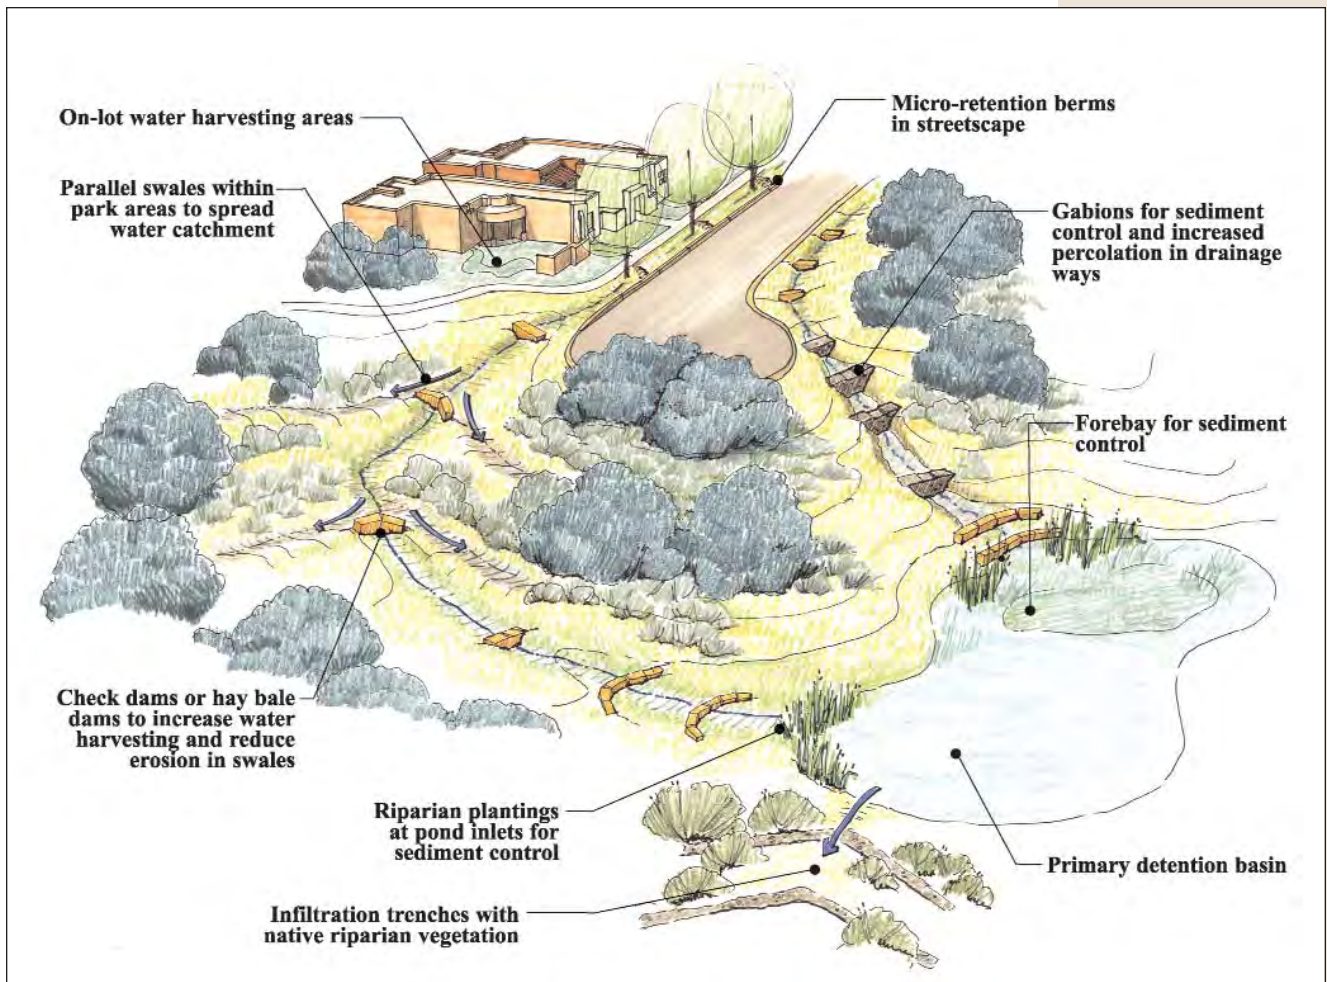 On-lot water harvesting areas
Parallel swales within
park areas to spread
water catchment
Micro-retention berms
in streetscape
Gabions for sediment
control and increased
percolation in drainage
ways
Forebay for sediment
control
Check dams or hay bale
dams to increase water
harvesting and reduce
erosion in swales
Riparian plantings
at pond inlets for
sediment control
Primary detention basin
Infiltration trenches with
native riparian vegetation